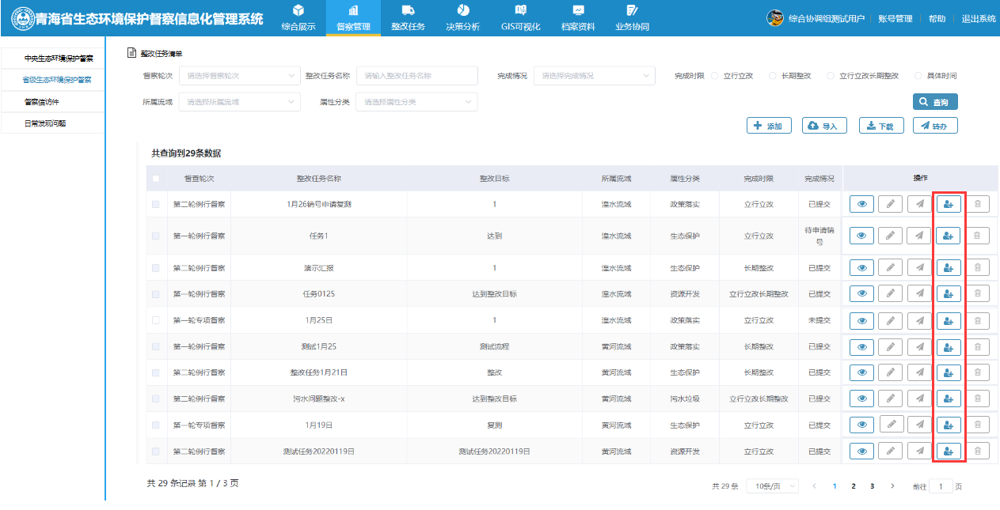 青海省生态环境保护督察信息化管理系统
综合展示 督察管理 整改任务 决策分析 GIS可视化 档案资料 业务协同
综合协调组测试用户 账号管理 帮助 退出系统
中央生态环境保护督察
省级生态环境保护督察
督察信访件
日常发现问题
整改任务清单
督察轮次 请选择督察轮次 整改任务名称 请输入整改任务名称 完成情况 请选择完成情况 完成时限 立行立改 长期整改 立行立改长期整改 具体时间
所属流域 请选择所属流域 属性分类 请选择属性分类 查询
添加 导入 下载 转办
共查询到29条数据
督查轮次 整改任务名称 整改目标 所属流域 属性分类 完成时限 完成情况 操作
第二轮例行督察 1月26销号申请复测 1 湟水流域 政策落实 立行立改 已提交
第一轮例行督察 任务1 达到 湟水流域 生态保护 立行立改 待申请销号
第二轮例行督察 演示汇报 1 湟水流域 生态保护 长期整改 已提交
第一轮例行督察 任务0125 达到整改目标 湟水流域 资源开发 立行立改长期整改 已提交
第一轮专项督察 1月25日 1 湟水流域 政策落实 立行立改 未提交
第一轮例行督察 测试1月25 测试流程 黄河流域 政策落实 长期整改 已提交
第二轮例行督察 整改任务1月21日 整改 黄河流域 生态保护 长期整改 已提交
第二轮例行督察 污水问题整改-x 达到整改目标 黄河流域 污水垃圾 立行立改长期整改 已提交
第一轮专项督察 1月19日 复测 黄河流域 生态保护 立行立改 已提交
第二轮例行督察 测试任务20220119日 测试任务20220119日 黄河流域 资源开发 立行立改 已提交
共 29 条记录 第 1 / 3 页
共 29 条 10条/页 1 2 3 前往 1 页